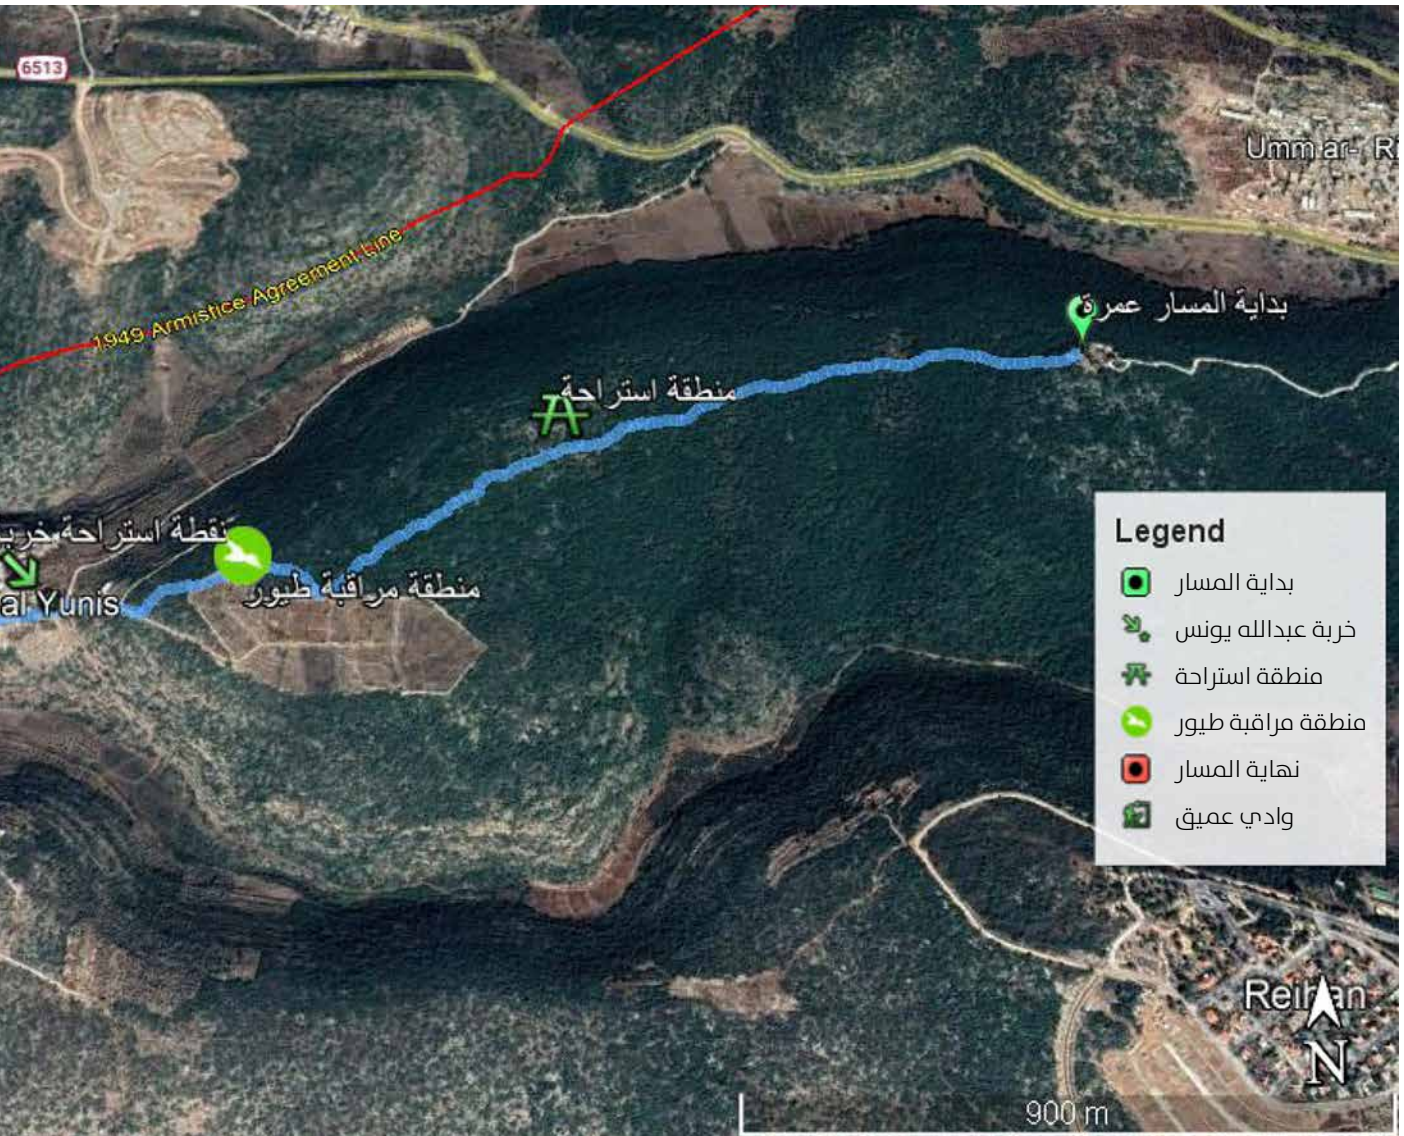 6513
Umm ar- Ri
1949 Armistice Agreement Line
بداية المسار عمرة
منطقة استراحة
نقطة استراحة خرب
منطقة مراقبة طيور
al Yunis
Legend
بداية المسار
خربة عبدالله يونس
منطقة استراحة
منطقة مراقبة طيور
نهاية المسار
وادي عميق
Reihan
N
900 m